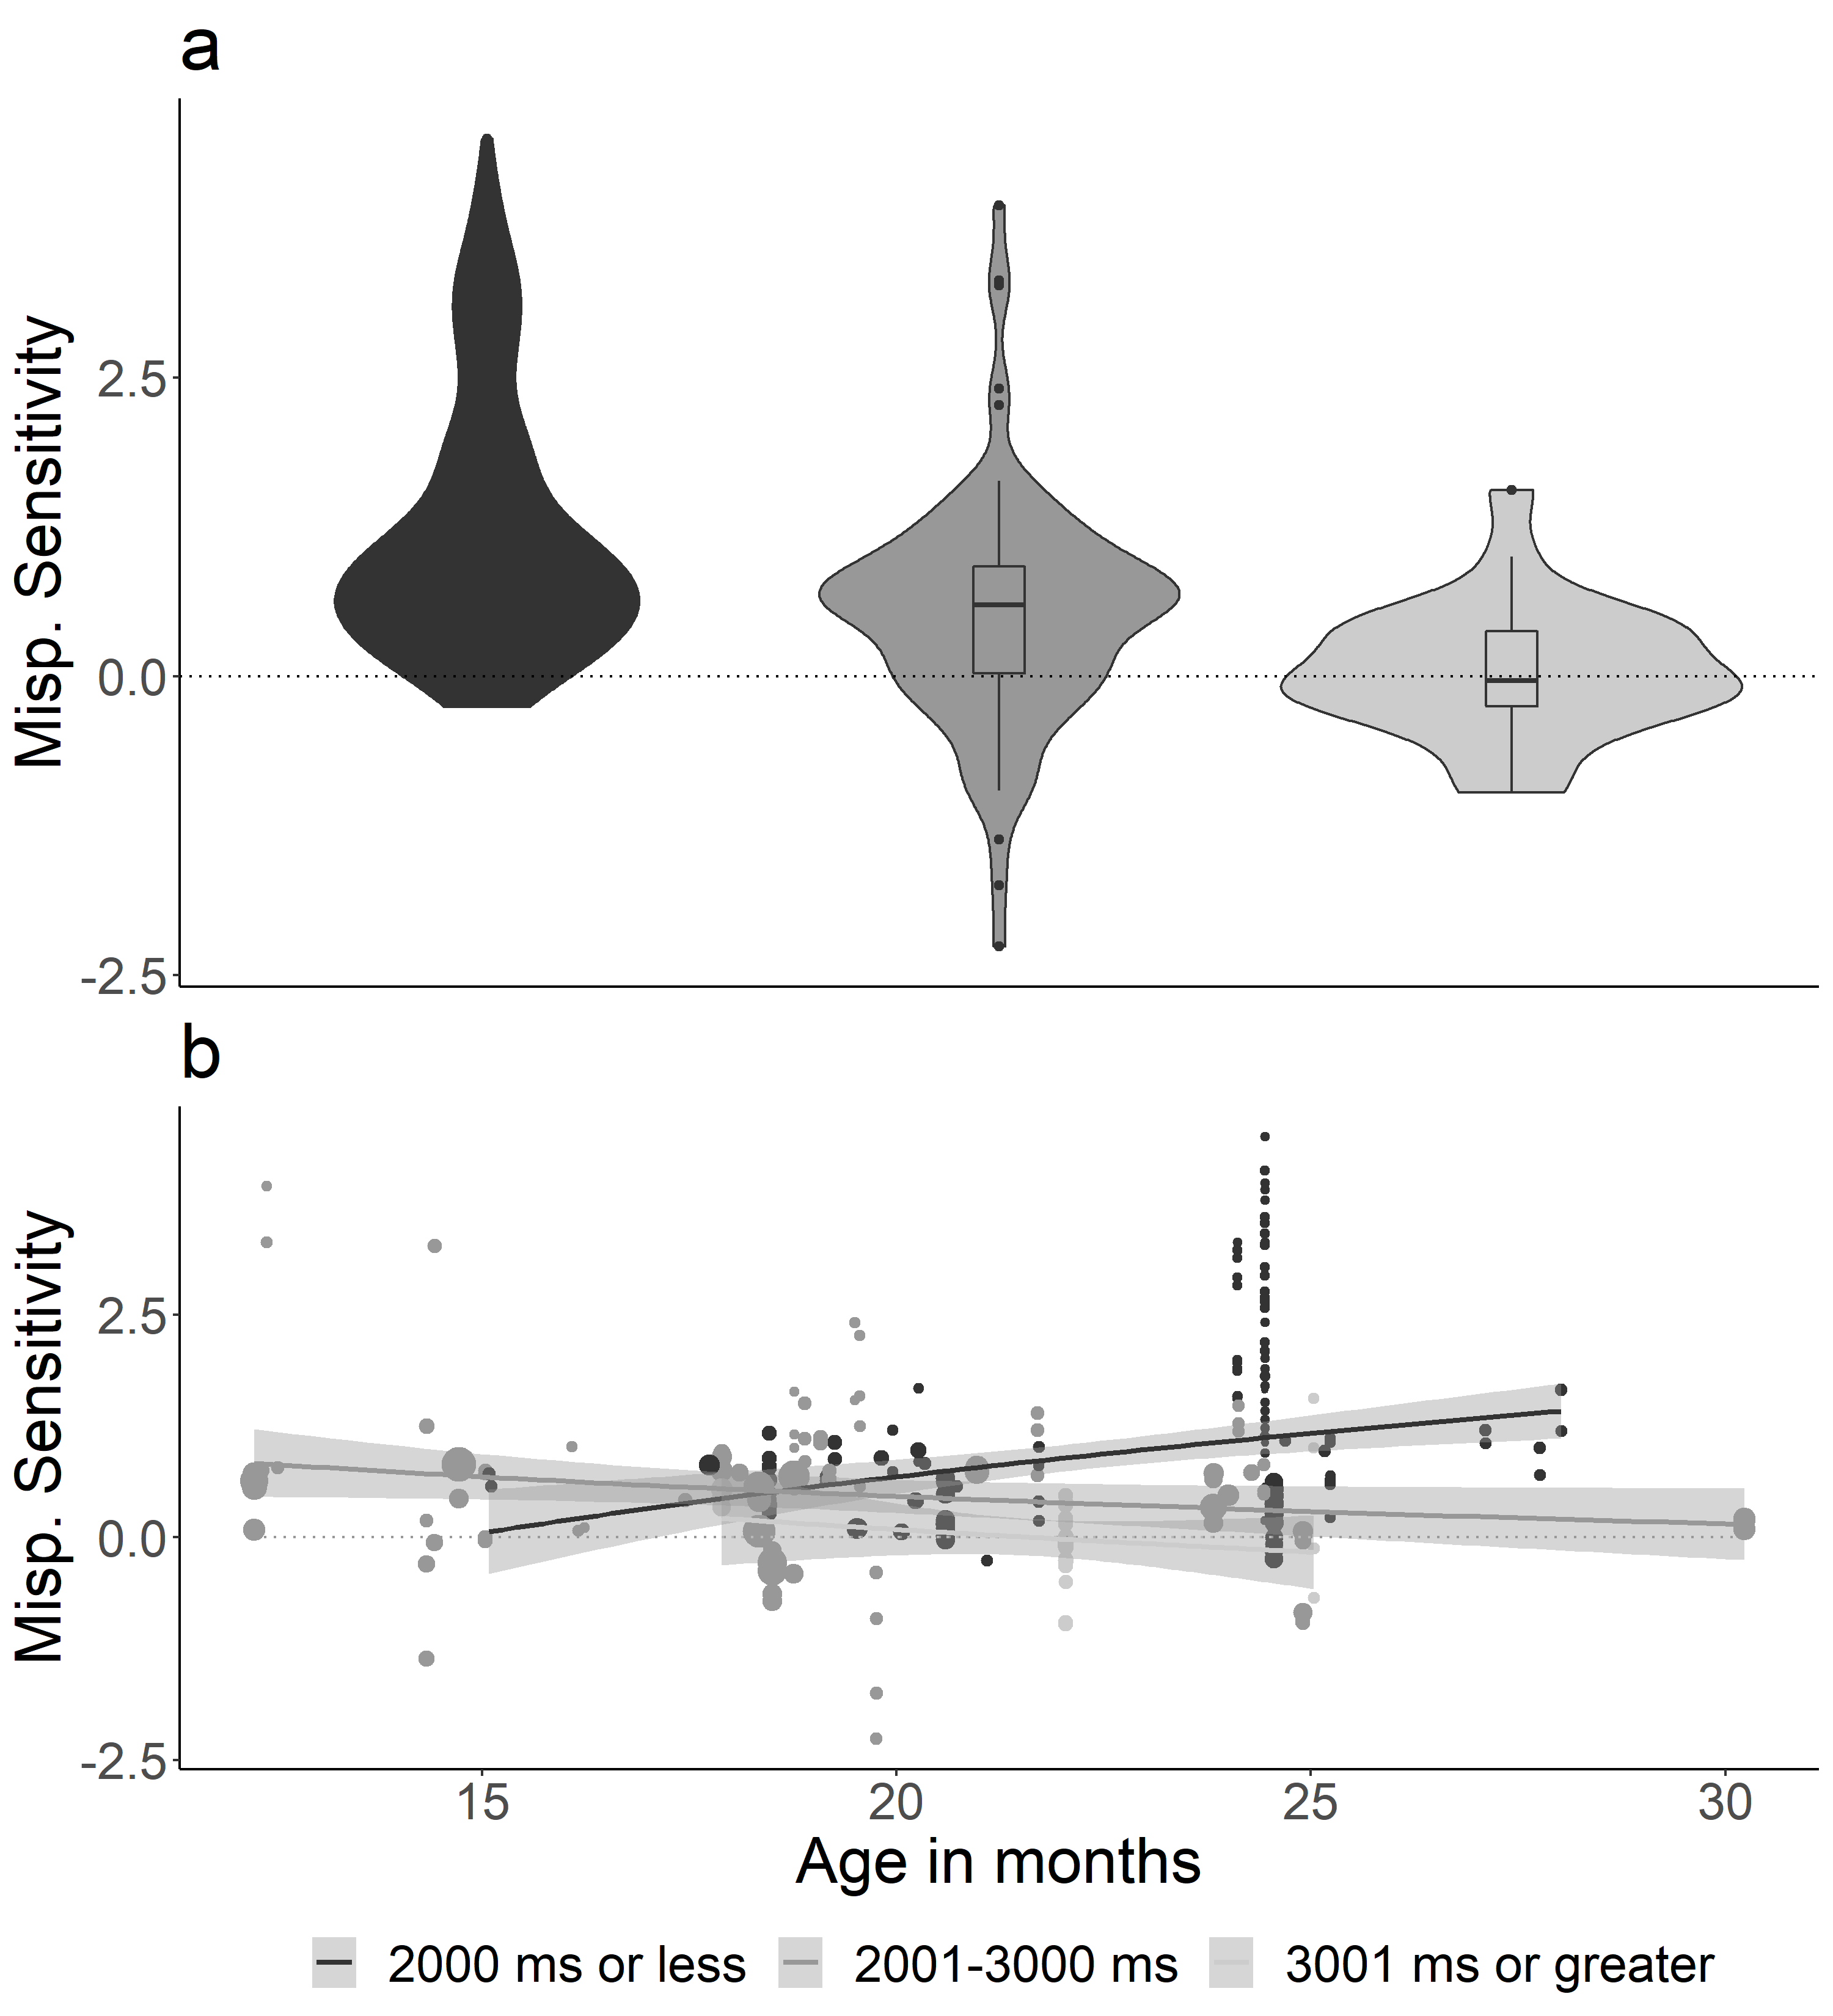 a
Misp. Sensitivity
2.5
0.0
-2.5
b
Misp. Sensitivity
2.5
0.0
-2.5
15 20 25 30
Age in months
2000 ms or less 2001-3000 ms 3001 ms or greater